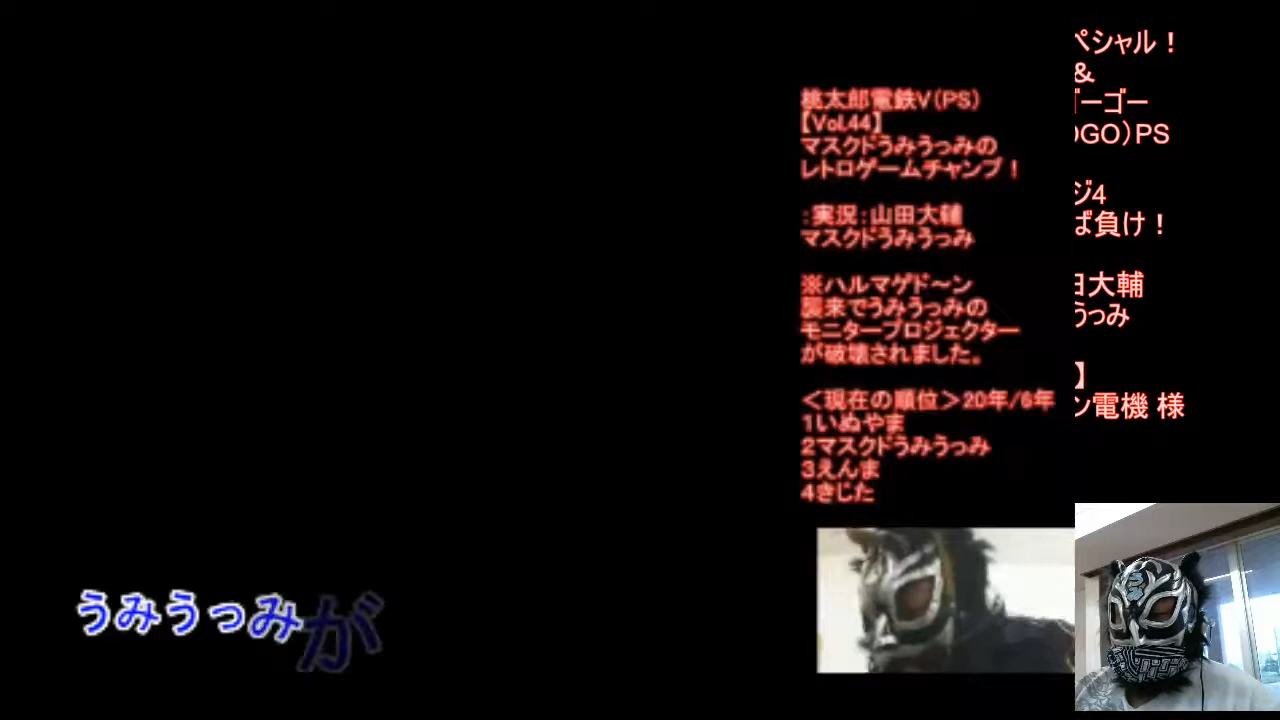 桃太郎電鉄V(PS)
【Vol.44】
マスクドうみうっみの
レトロゲームチャンプ！
:実況:山田大輔
マスクドうみうっみ
※ハルマゲド～ン
襲来でうみうっみの
モニタープロジェクター
が破壊されました。
＜現在の順位＞20年/6年
1いぬやま
2マスクドうみうっみ
3えんま
4きじた
ペシャル！
&
ゴーゴー
OGO)PS
ジ4
ば負け！
田大輔
うっみ
】
ン電機 様
うみうっみが